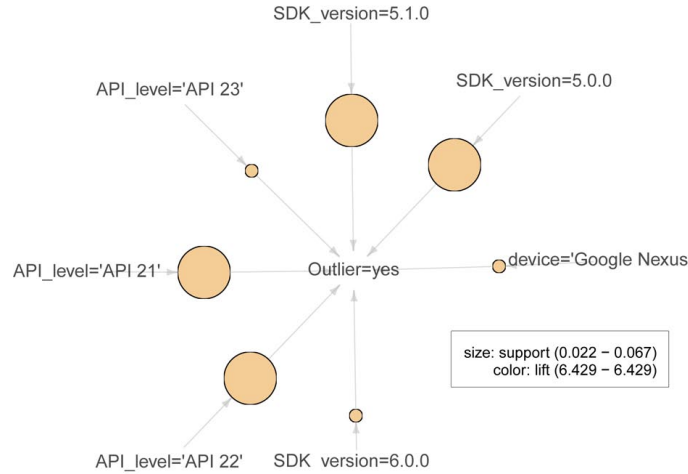 SDK_version=5.1.0
SDK_version=5.0.0
API_level='API 23'
device='Google Nexus
Outlier=yes
API_level='API 21'
size: support (0.022 − 0.067)
color: lift (6.429 − 6.429)
API_level='API 22'
SDK_version=6.0.0